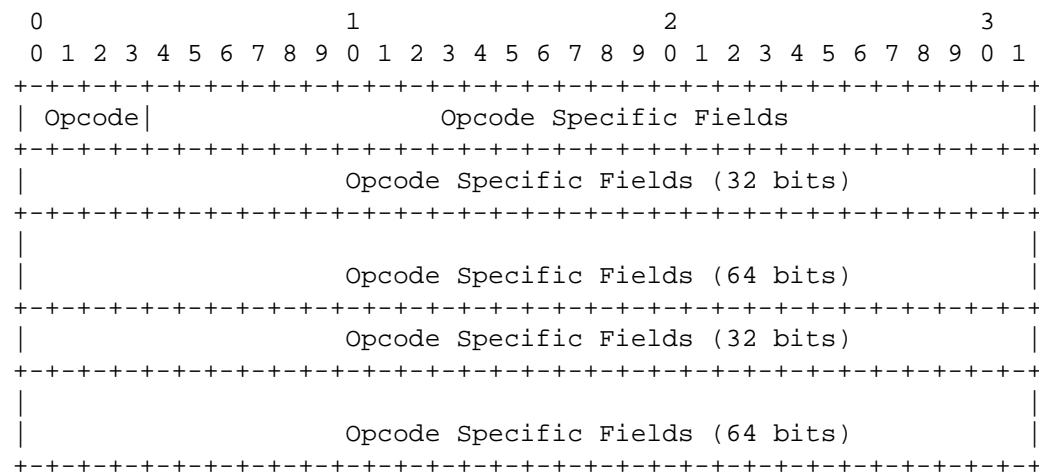 0                   1                   2                   3
 0 1 2 3 4 5 6 7 8 9 0 1 2 3 4 5 6 7 8 9 0 1 2 3 4 5 6 7 8 9 0 1
+-+-+-+-+-+-+-+-+-+-+-+-+-+-+-+-+-+-+-+-+-+-+-+-+-+-+-+-+-+-+-+-+
| Opcode|                  Opcode Specific Fields               |
+-+-+-+-+-+-+-+-+-+-+-+-+-+-+-+-+-+-+-+-+-+-+-+-+-+-+-+-+-+-+-+-+
|                    Opcode Specific Fields (32 bits)           |
+-+-+-+-+-+-+-+-+-+-+-+-+-+-+-+-+-+-+-+-+-+-+-+-+-+-+-+-+-+-+-+-+
|                                                               |
|                    Opcode Specific Fields (64 bits)           |
+-+-+-+-+-+-+-+-+-+-+-+-+-+-+-+-+-+-+-+-+-+-+-+-+-+-+-+-+-+-+-+-+
|                    Opcode Specific Fields (32 bits)           |
+-+-+-+-+-+-+-+-+-+-+-+-+-+-+-+-+-+-+-+-+-+-+-+-+-+-+-+-+-+-+-+-+
|                                                               |
|                    Opcode Specific Fields (64 bits)           |
+-+-+-+-+-+-+-+-+-+-+-+-+-+-+-+-+-+-+-+-+-+-+-+-+-+-+-+-+-+-+-+-+